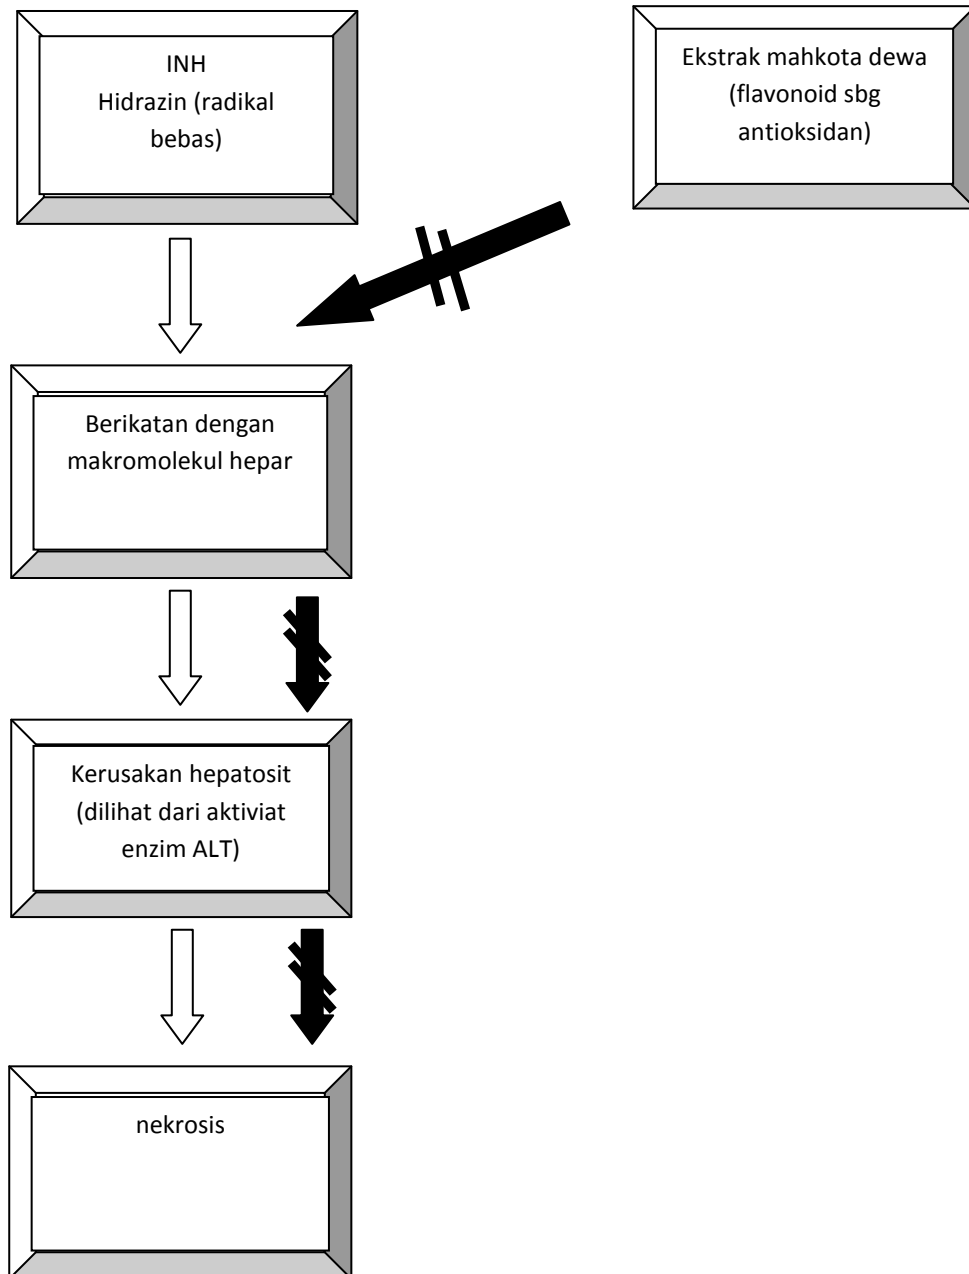 INH
Hidrazin (radikal
bebas)
Ekstrak mahkota dewa
(flavonoid sbg
antioksidan)
Berikatan dengan
makromolekul hepar
Kerusakan hepatosit
(dilihat dari aktiviat
enzim ALT)
nekrosis